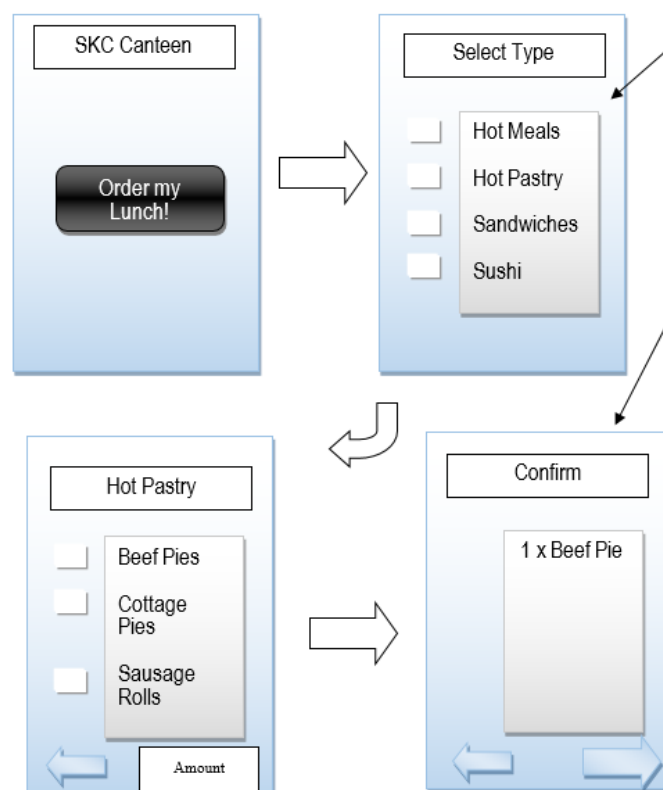 SKC Canteen
Order my
Lunch!
Select Type
Hot Meals
Hot Pastry
Sandwiches
Sushi
Hot Pastry
Beef Pies
Cottage
Pies
Sausage
Rolls
Amount
Confirm
1 x Beef Pie